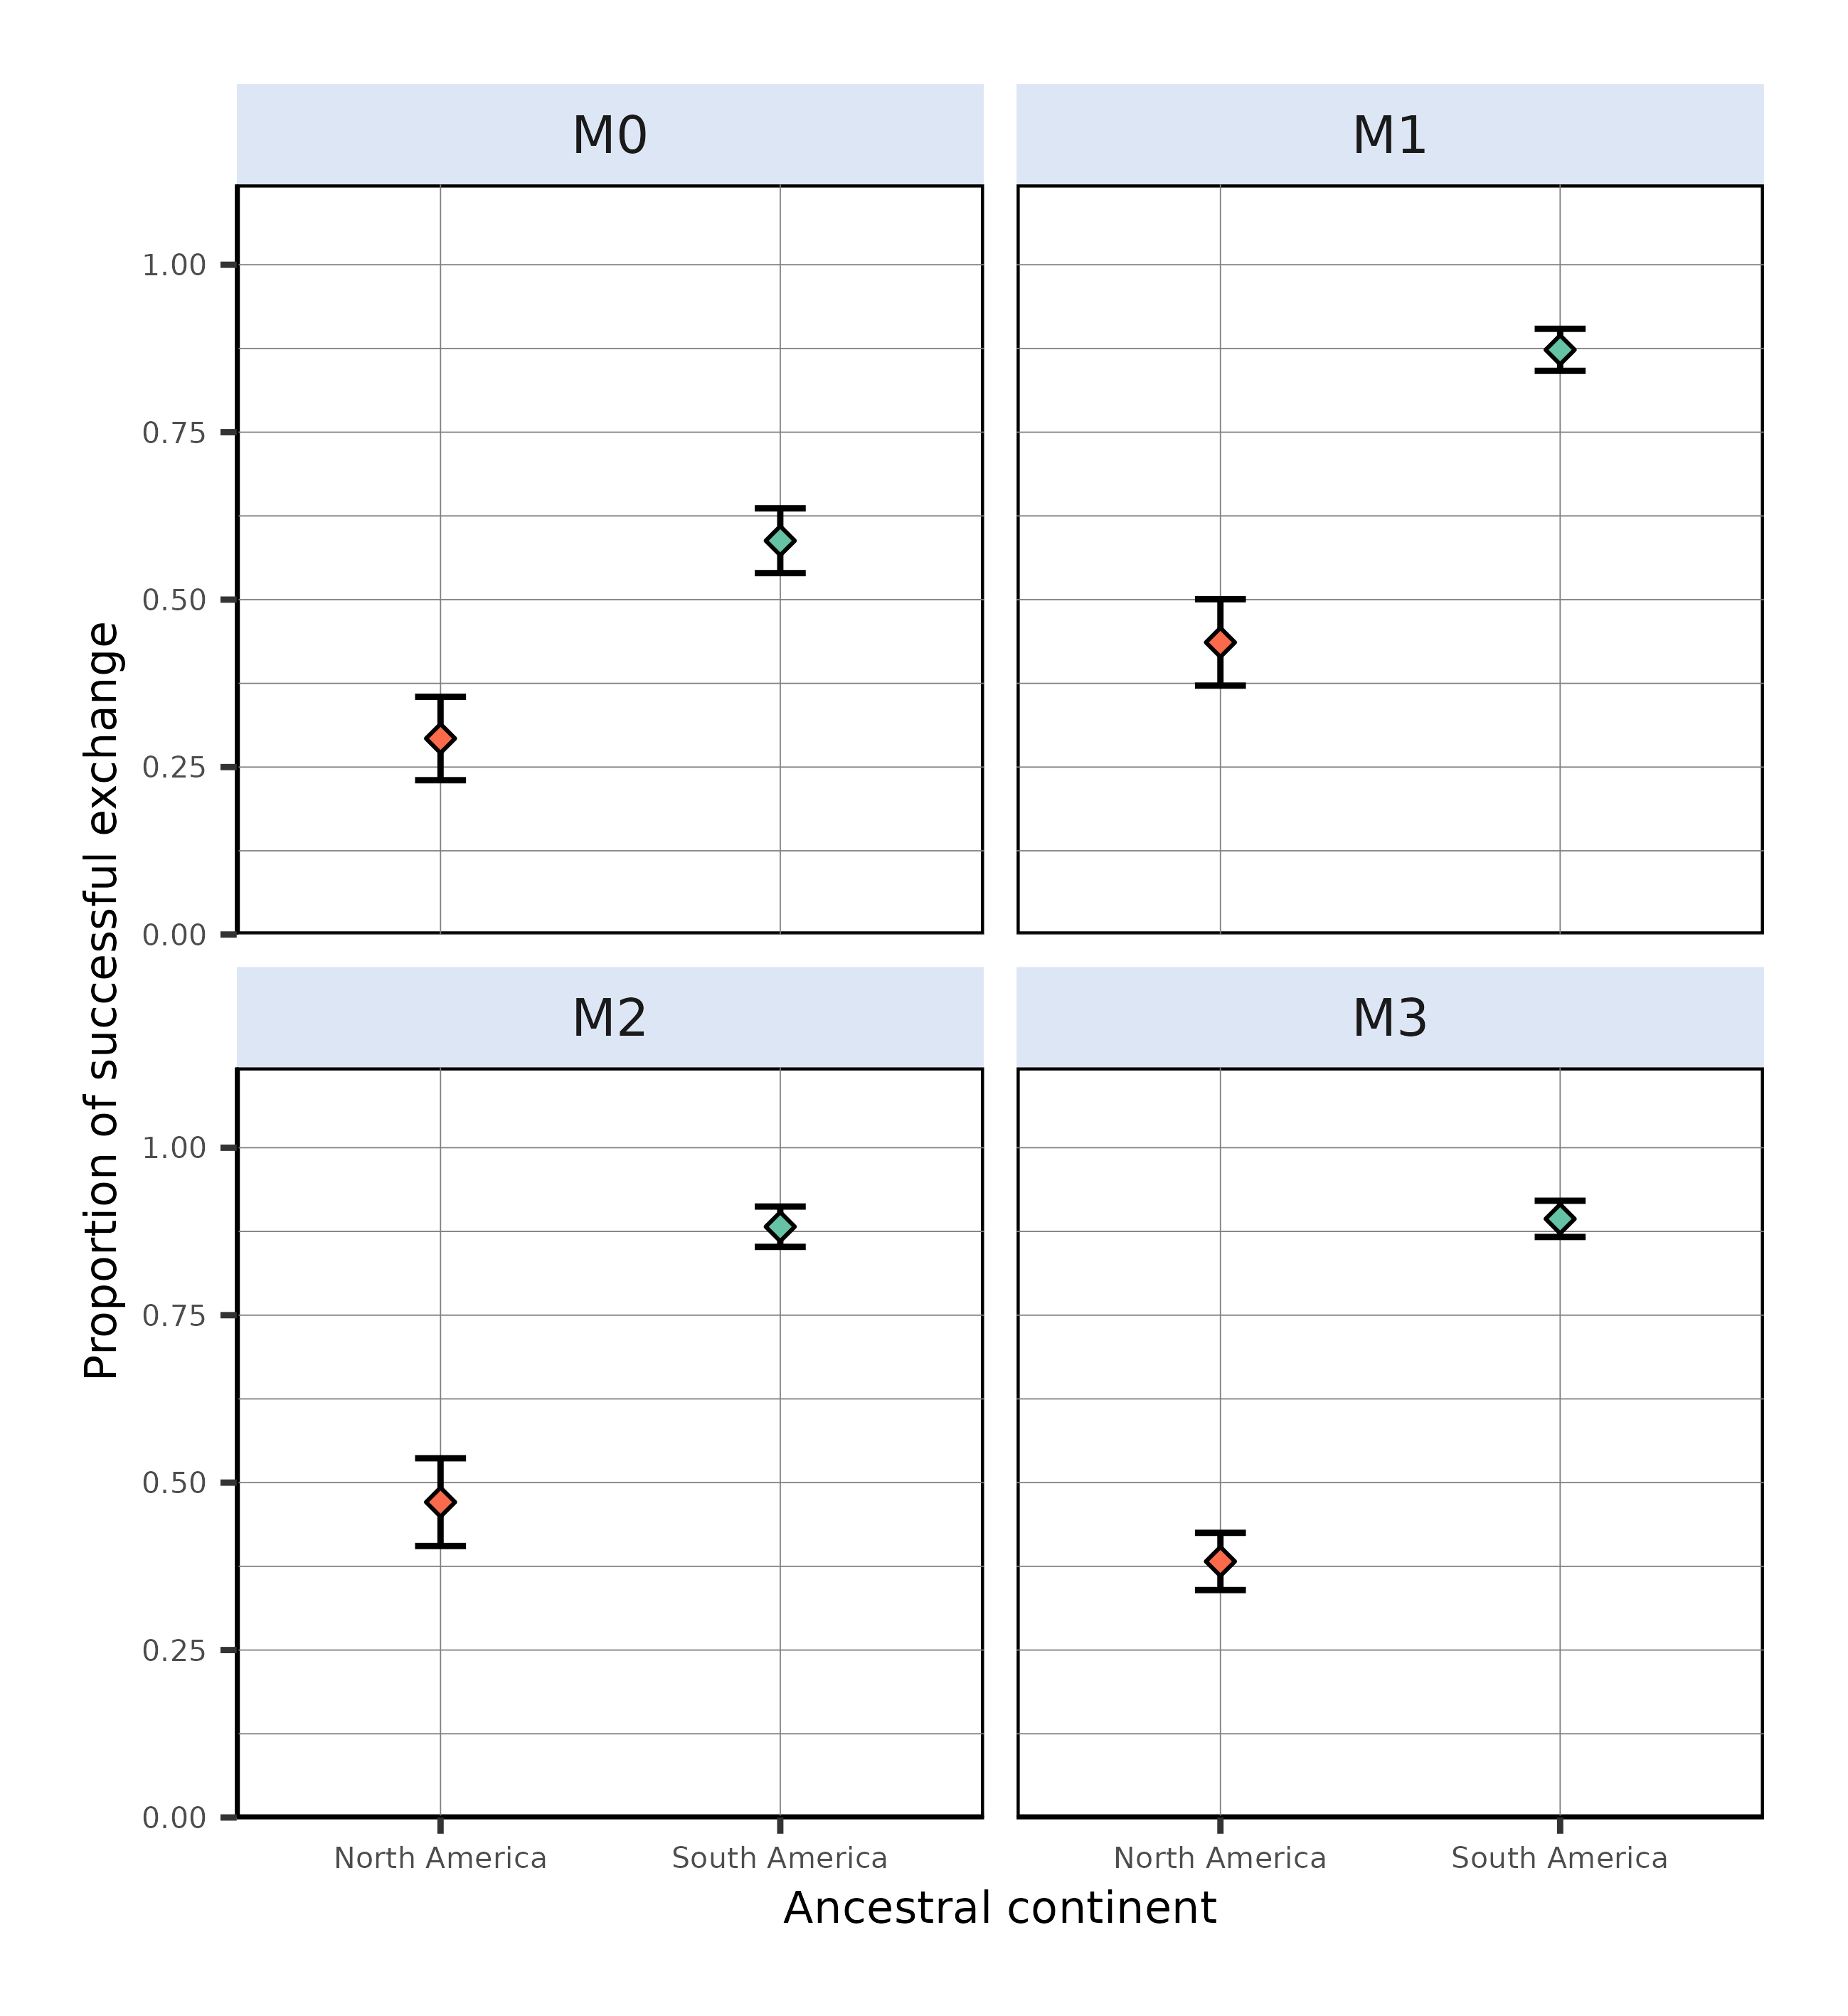 M0
M1
1.00
0.75
0.50
0.25
0.00
M2
M3
1.00
0.75
0.50
0.25
0.00
North America
South America
North America
South America
Ancestral continent
Proportion of successful exchange